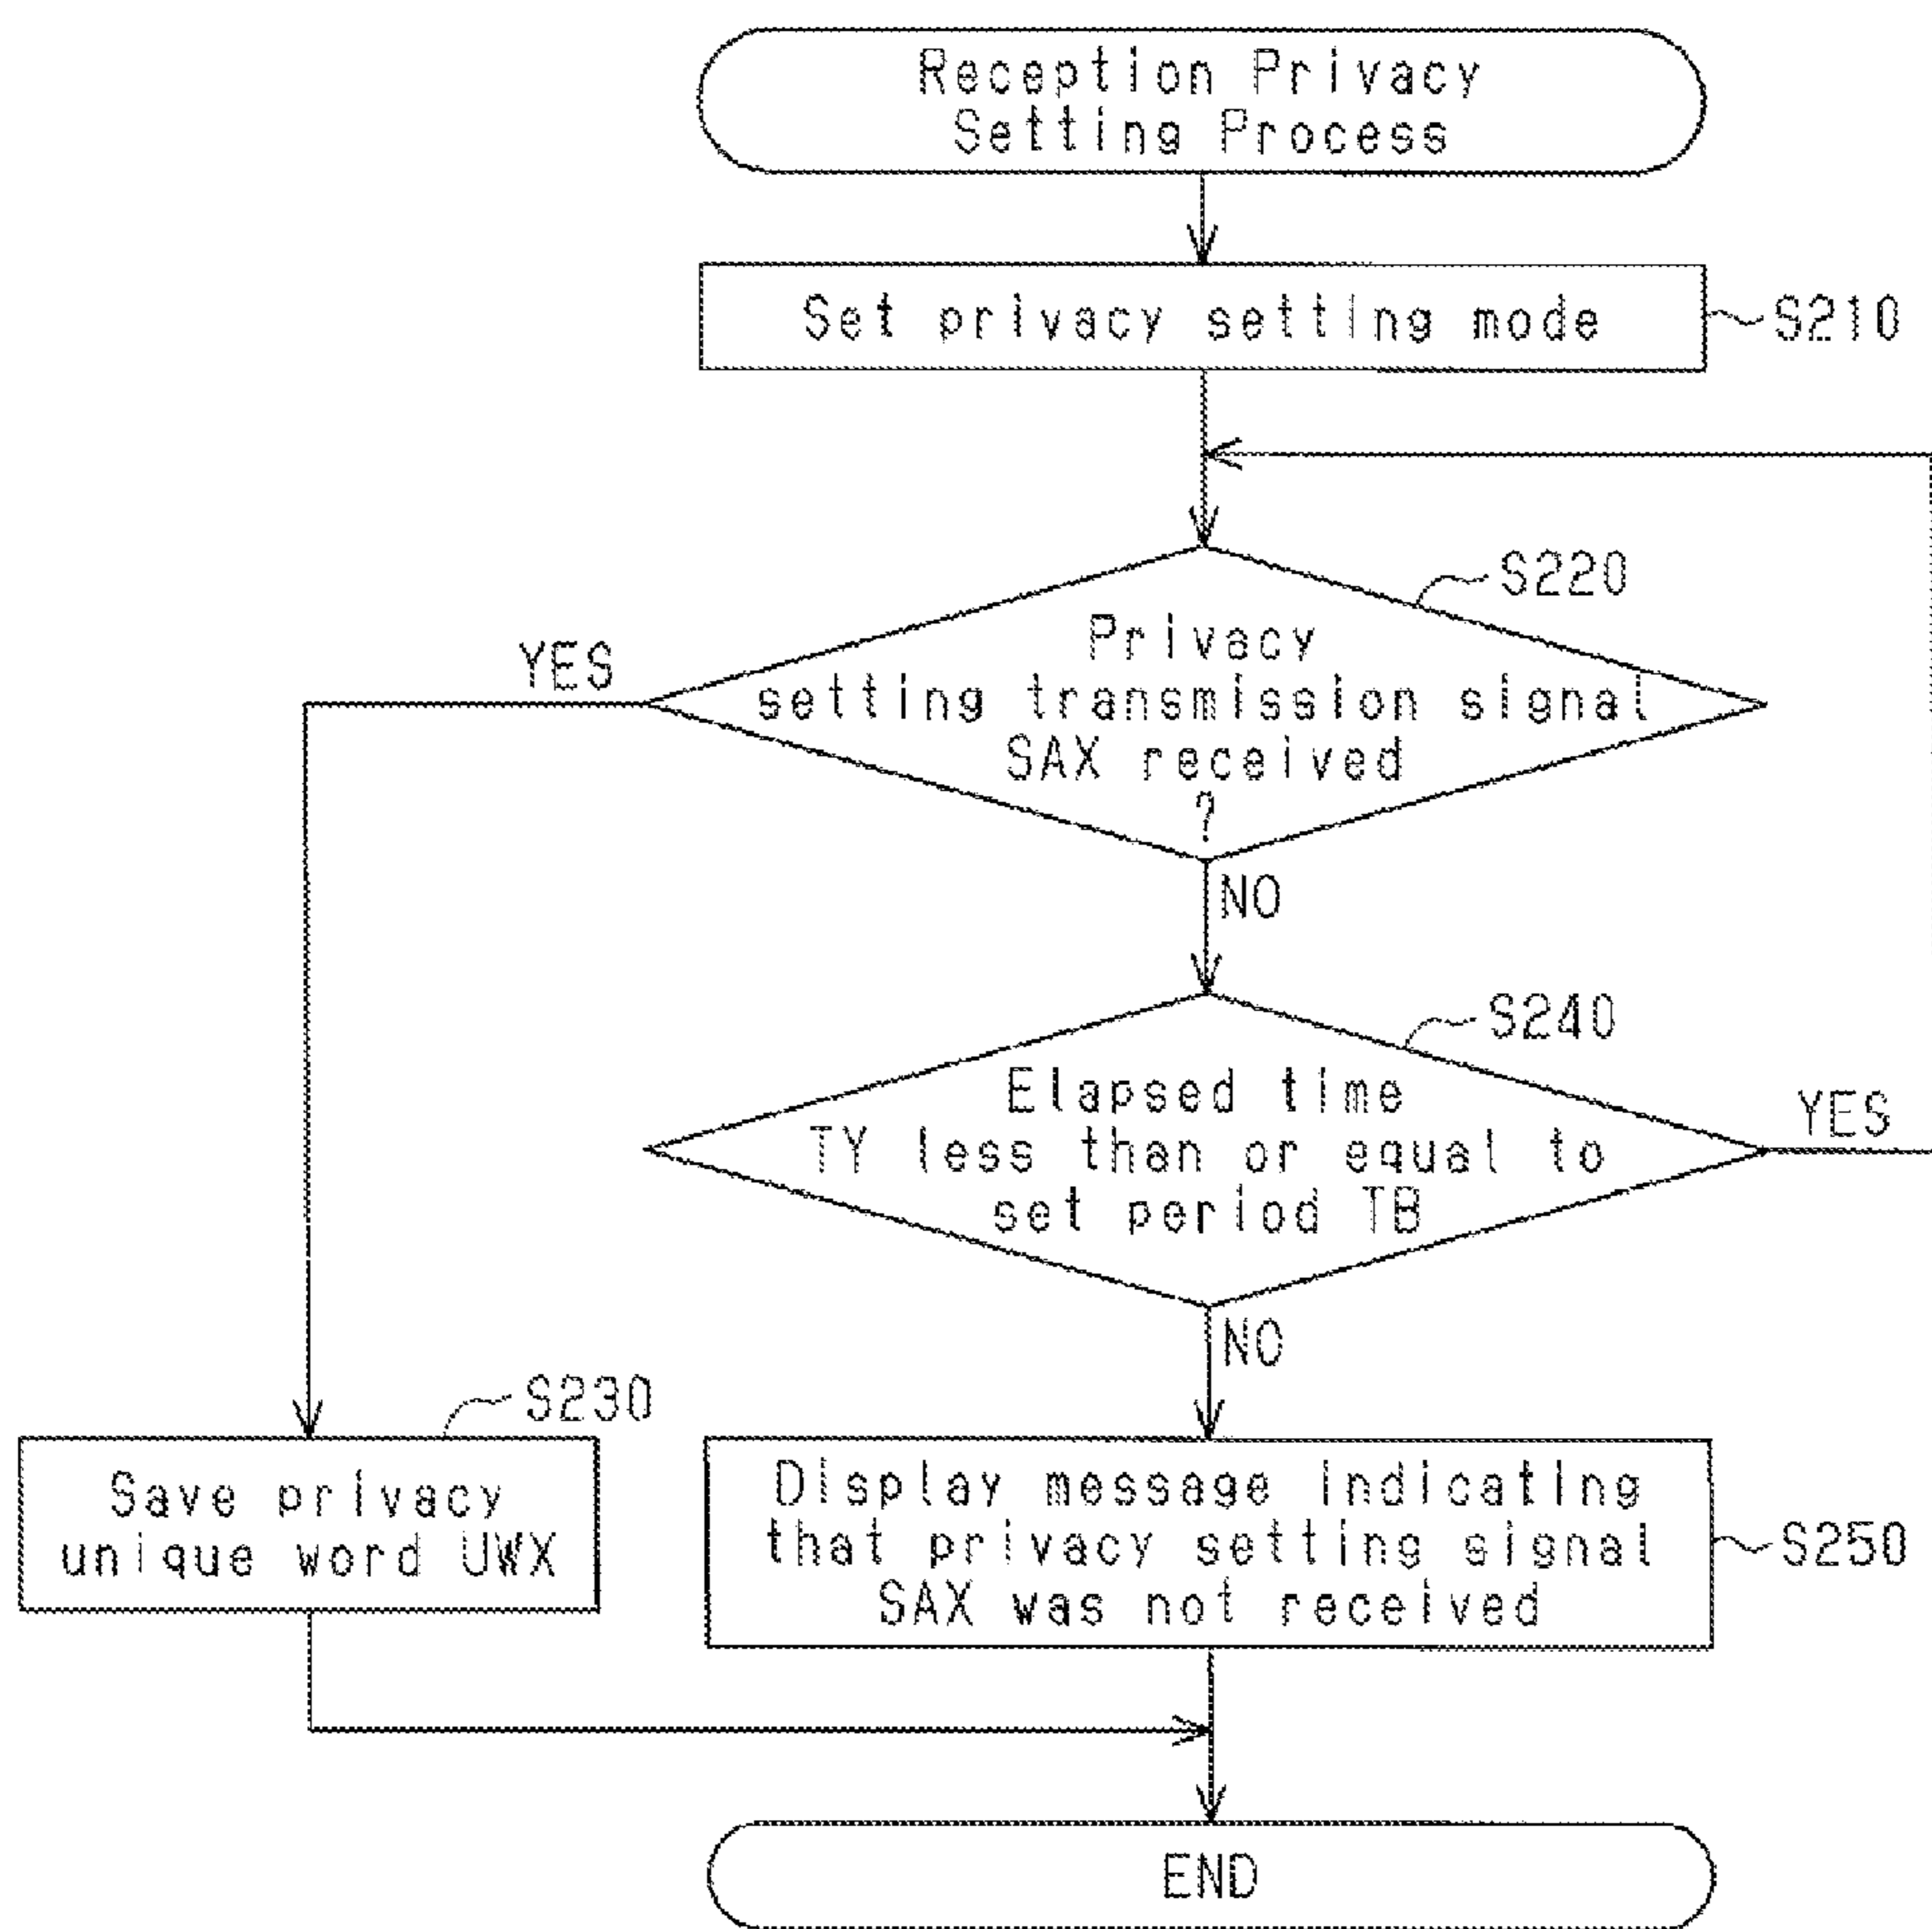 Reception Privacy
Setting Process
Set privacy setting mode
S210
S220
Privacy
setting transmission signal
SAX received
?
YES
NO
S240
Elapsed time
TY less than or equal to
set period TB
YES
NO
S230
Save privacy
unique word UWX
Display message indicating
that privacy setting signal
SAX was not received
S250
END